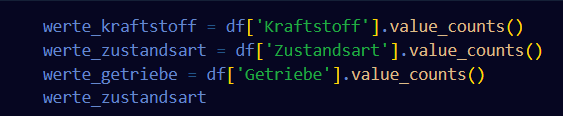 werte_kraftstoff = df['Kraftstoff'].value_counts()
werte_zustandsart = df['Zustandsart'].value_counts()
werte_getriebe = df['Getriebe'].value_counts()
werte_zustandsart